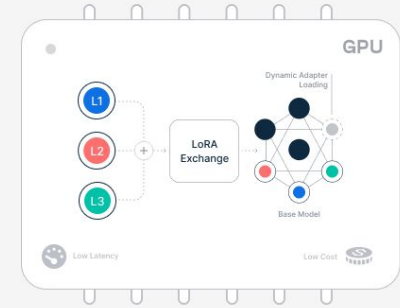 GPU
Dynamic Adapter
Loading
L1
L2
L3
+
LoRA
Exchange
Base Model
Low Latency
Low Cost